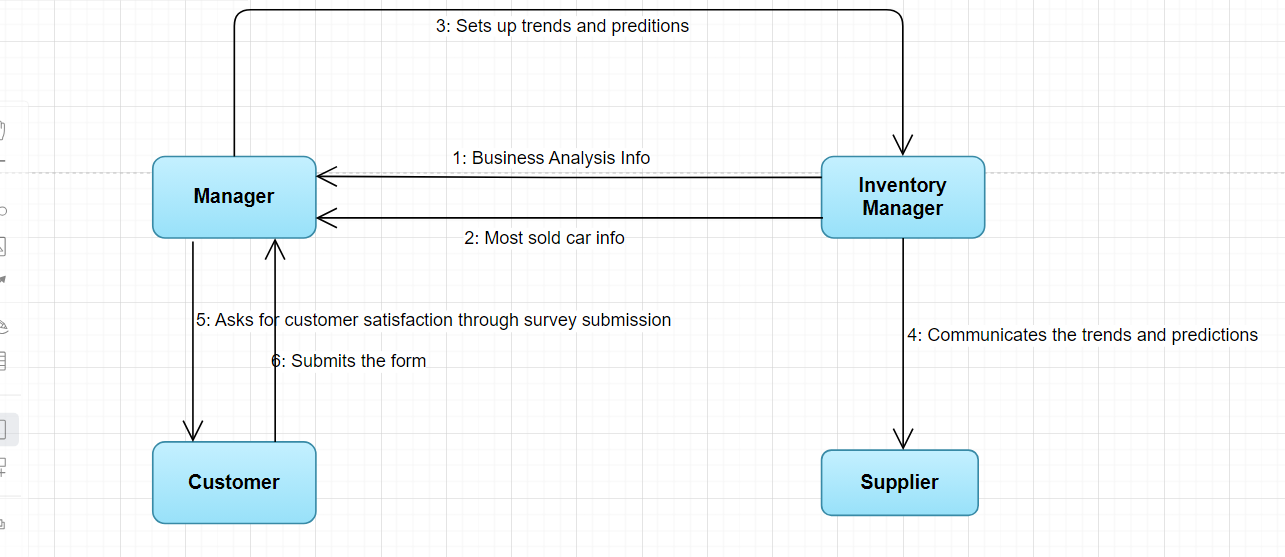 3: Sets up trends and preditions
1: Business Analysis Info
Manager
Inventory
Manager
2: Most sold car info
5: Asks for customer satisfaction through survey submission
4: Communicates the trends and predictions
6: Submits the form
Customer
Supplier